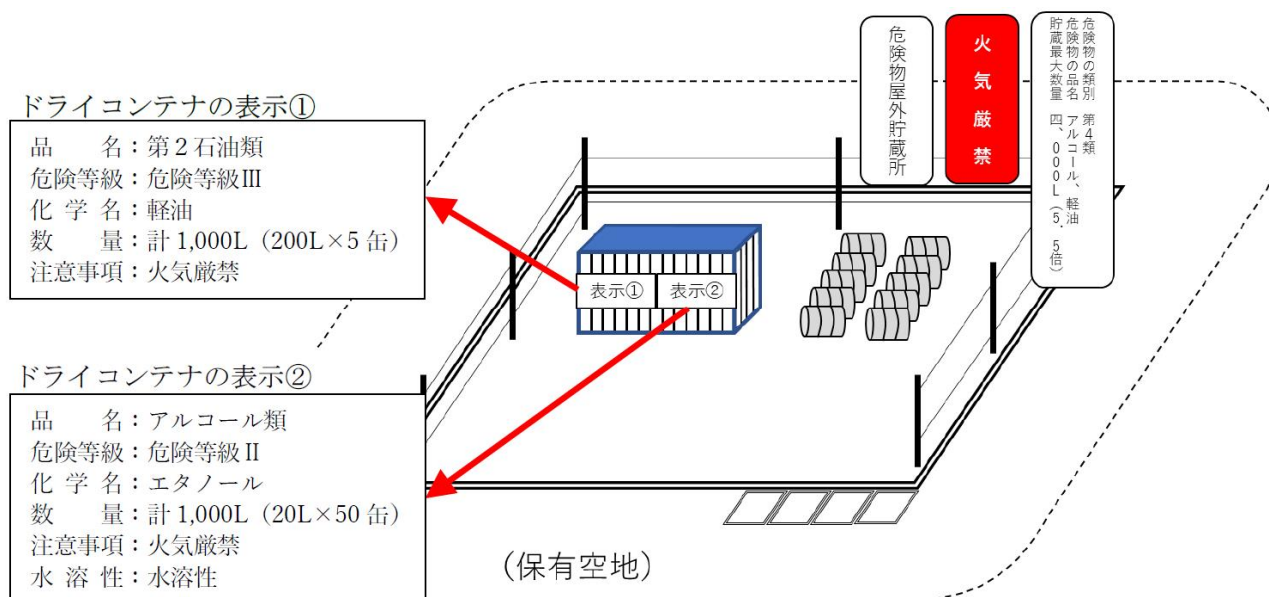 ドライコンテナの表示①
品　　名：第２石油類
危険等級：危険等級Ⅲ
化 学 名：軽油
数　　量：計 1,000L（200L×5 缶）
注意事項：火気厳禁
ドライコンテナの表示②
品　　名：アルコール類
危険等級：危険等級Ⅱ
化 学 名：エタノール
数　　量：計 1,000L（20L×50 缶）
注意事項：火気厳禁
水 溶 性：水溶性
表示①
表示②
危険物屋外貯蔵所
火気厳禁
危険物の類別　第４類
危険物の品名　アルコール、軽油
貯蔵最大数量　四、０００Ｌ（５．５倍）
（保有空地）